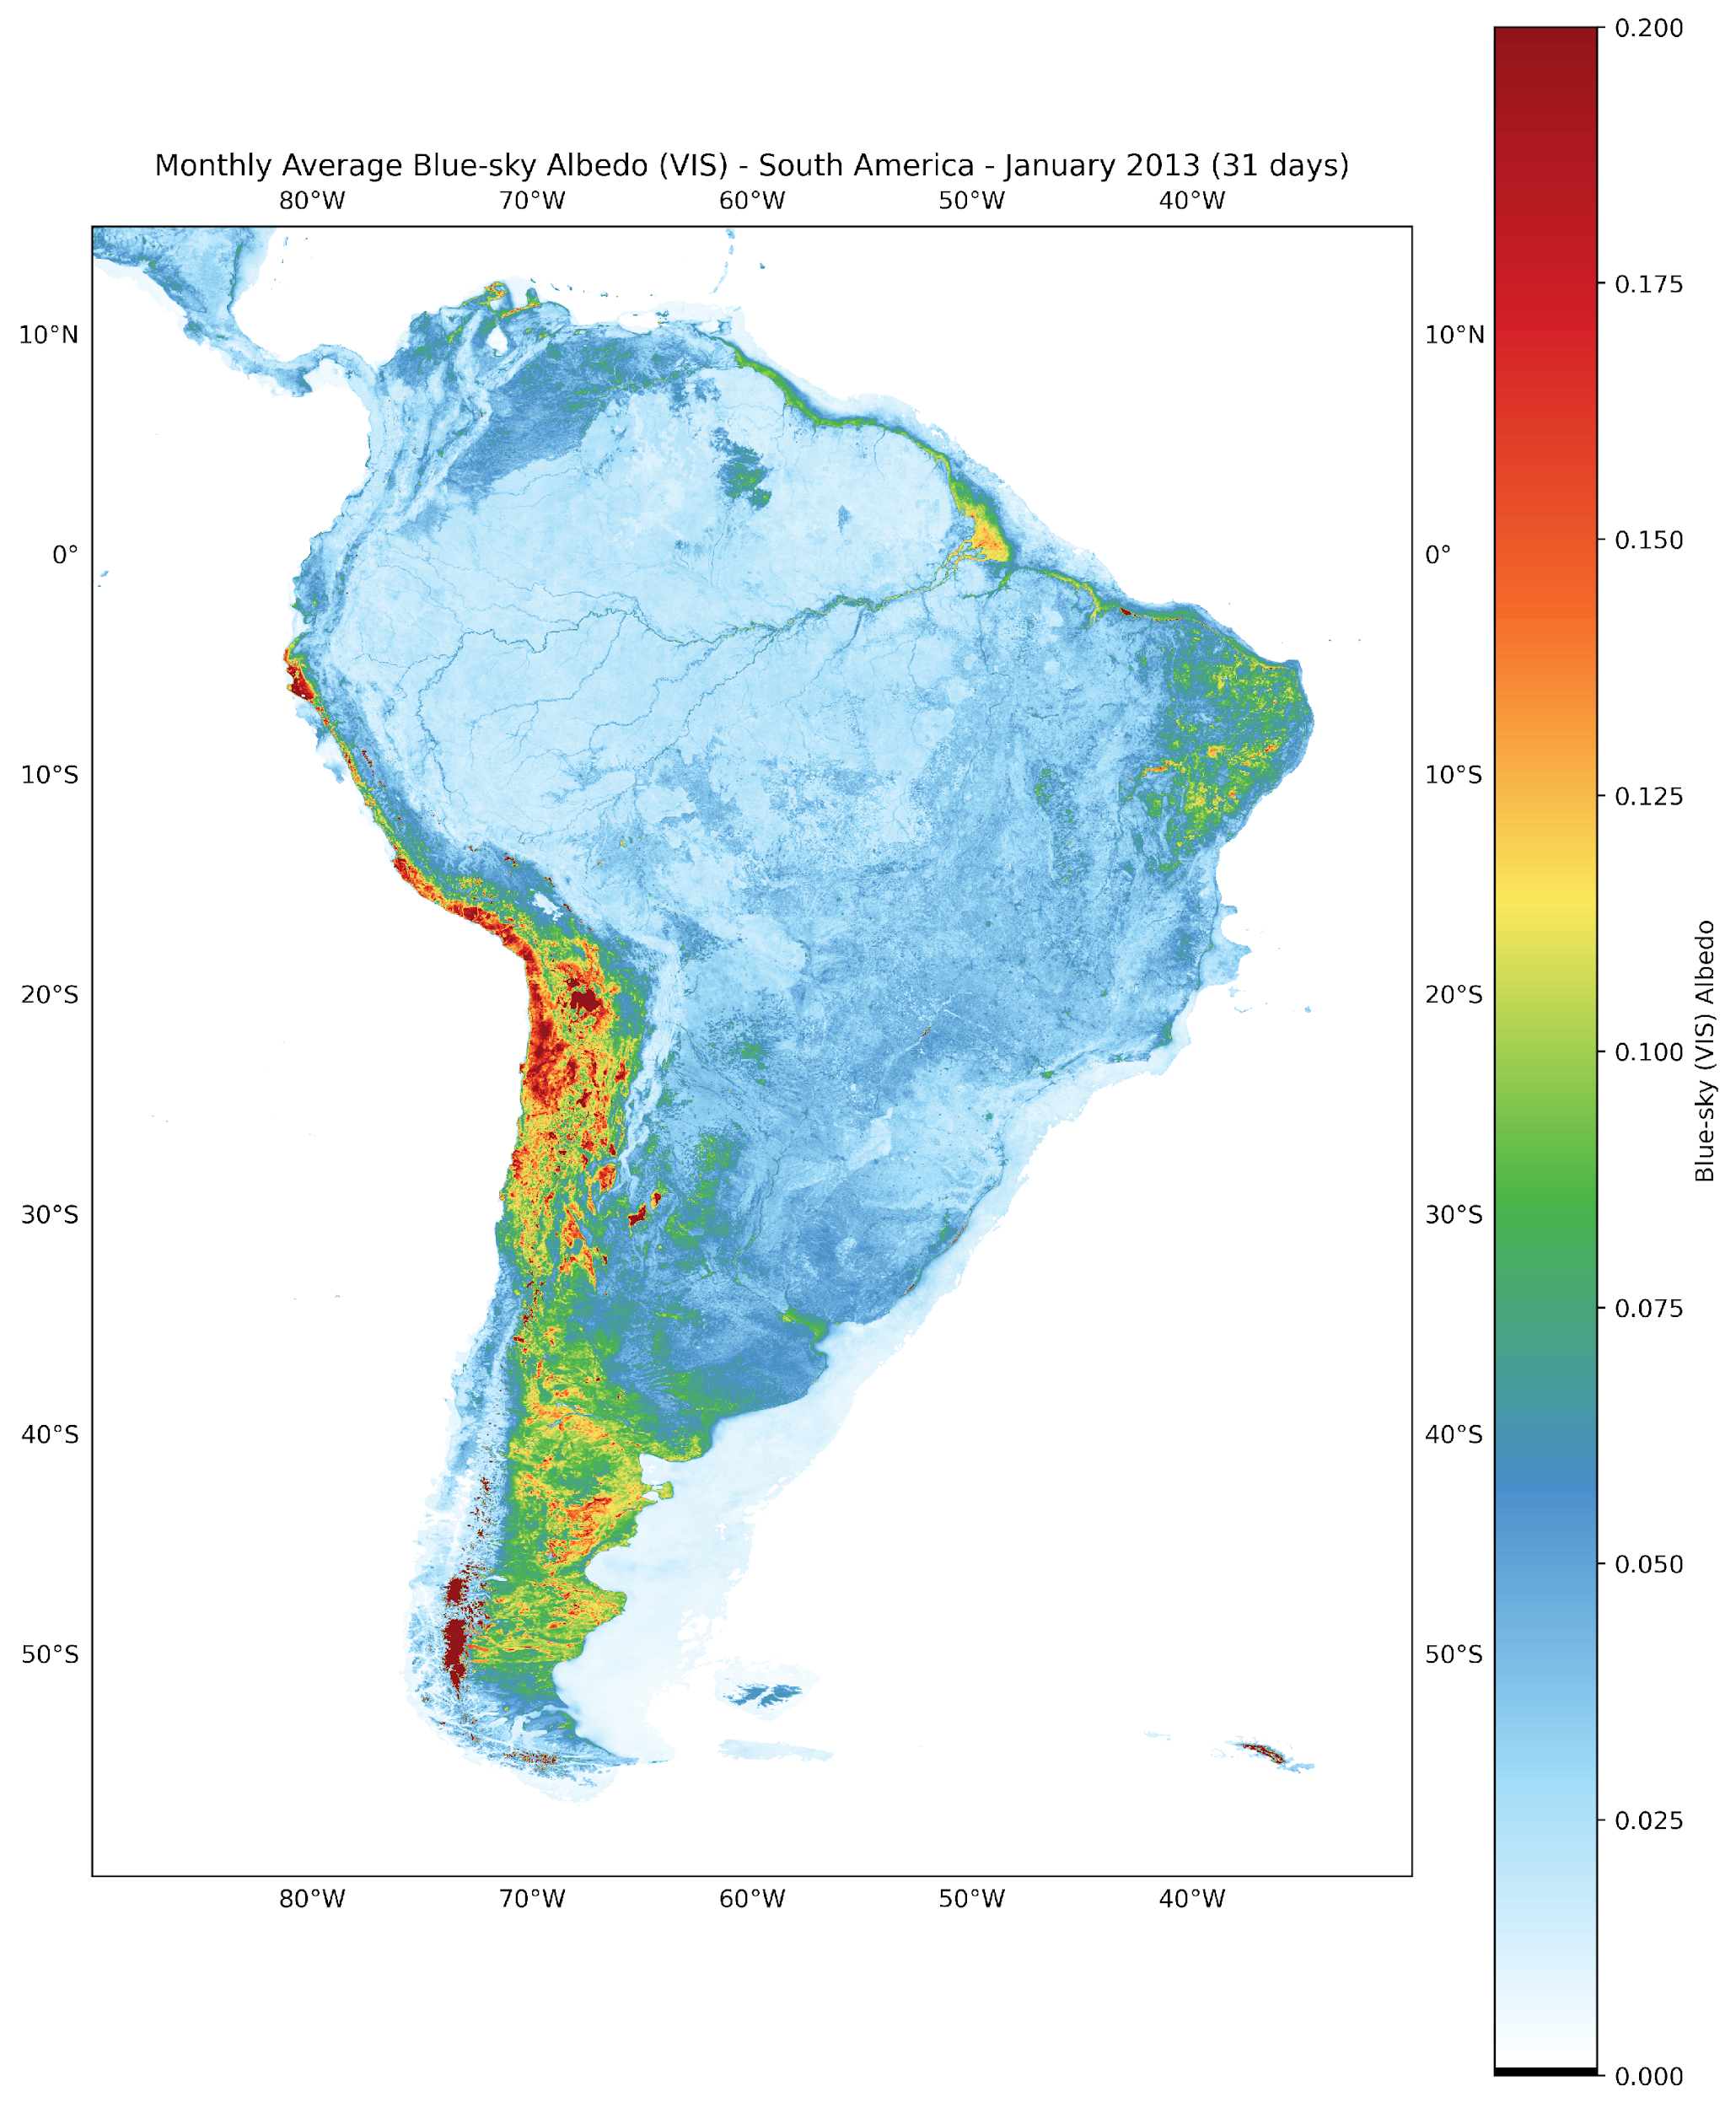 Monthly Average Blue-sky Albedo (VIS) - South America - January 2013 (31 days)
80°W 70°W 60°W 50°W 40°W
10°N
0°
10°S
20°S
30°S
40°S
50°S
10°N
0°
10°S
20°S
30°S
40°S
50°S
80°W 70°W 60°W 50°W 40°W
0.200
0.175
0.150
0.125
0.100
0.075
0.050
0.025
0.000
Blue-sky (VIS) Albedo